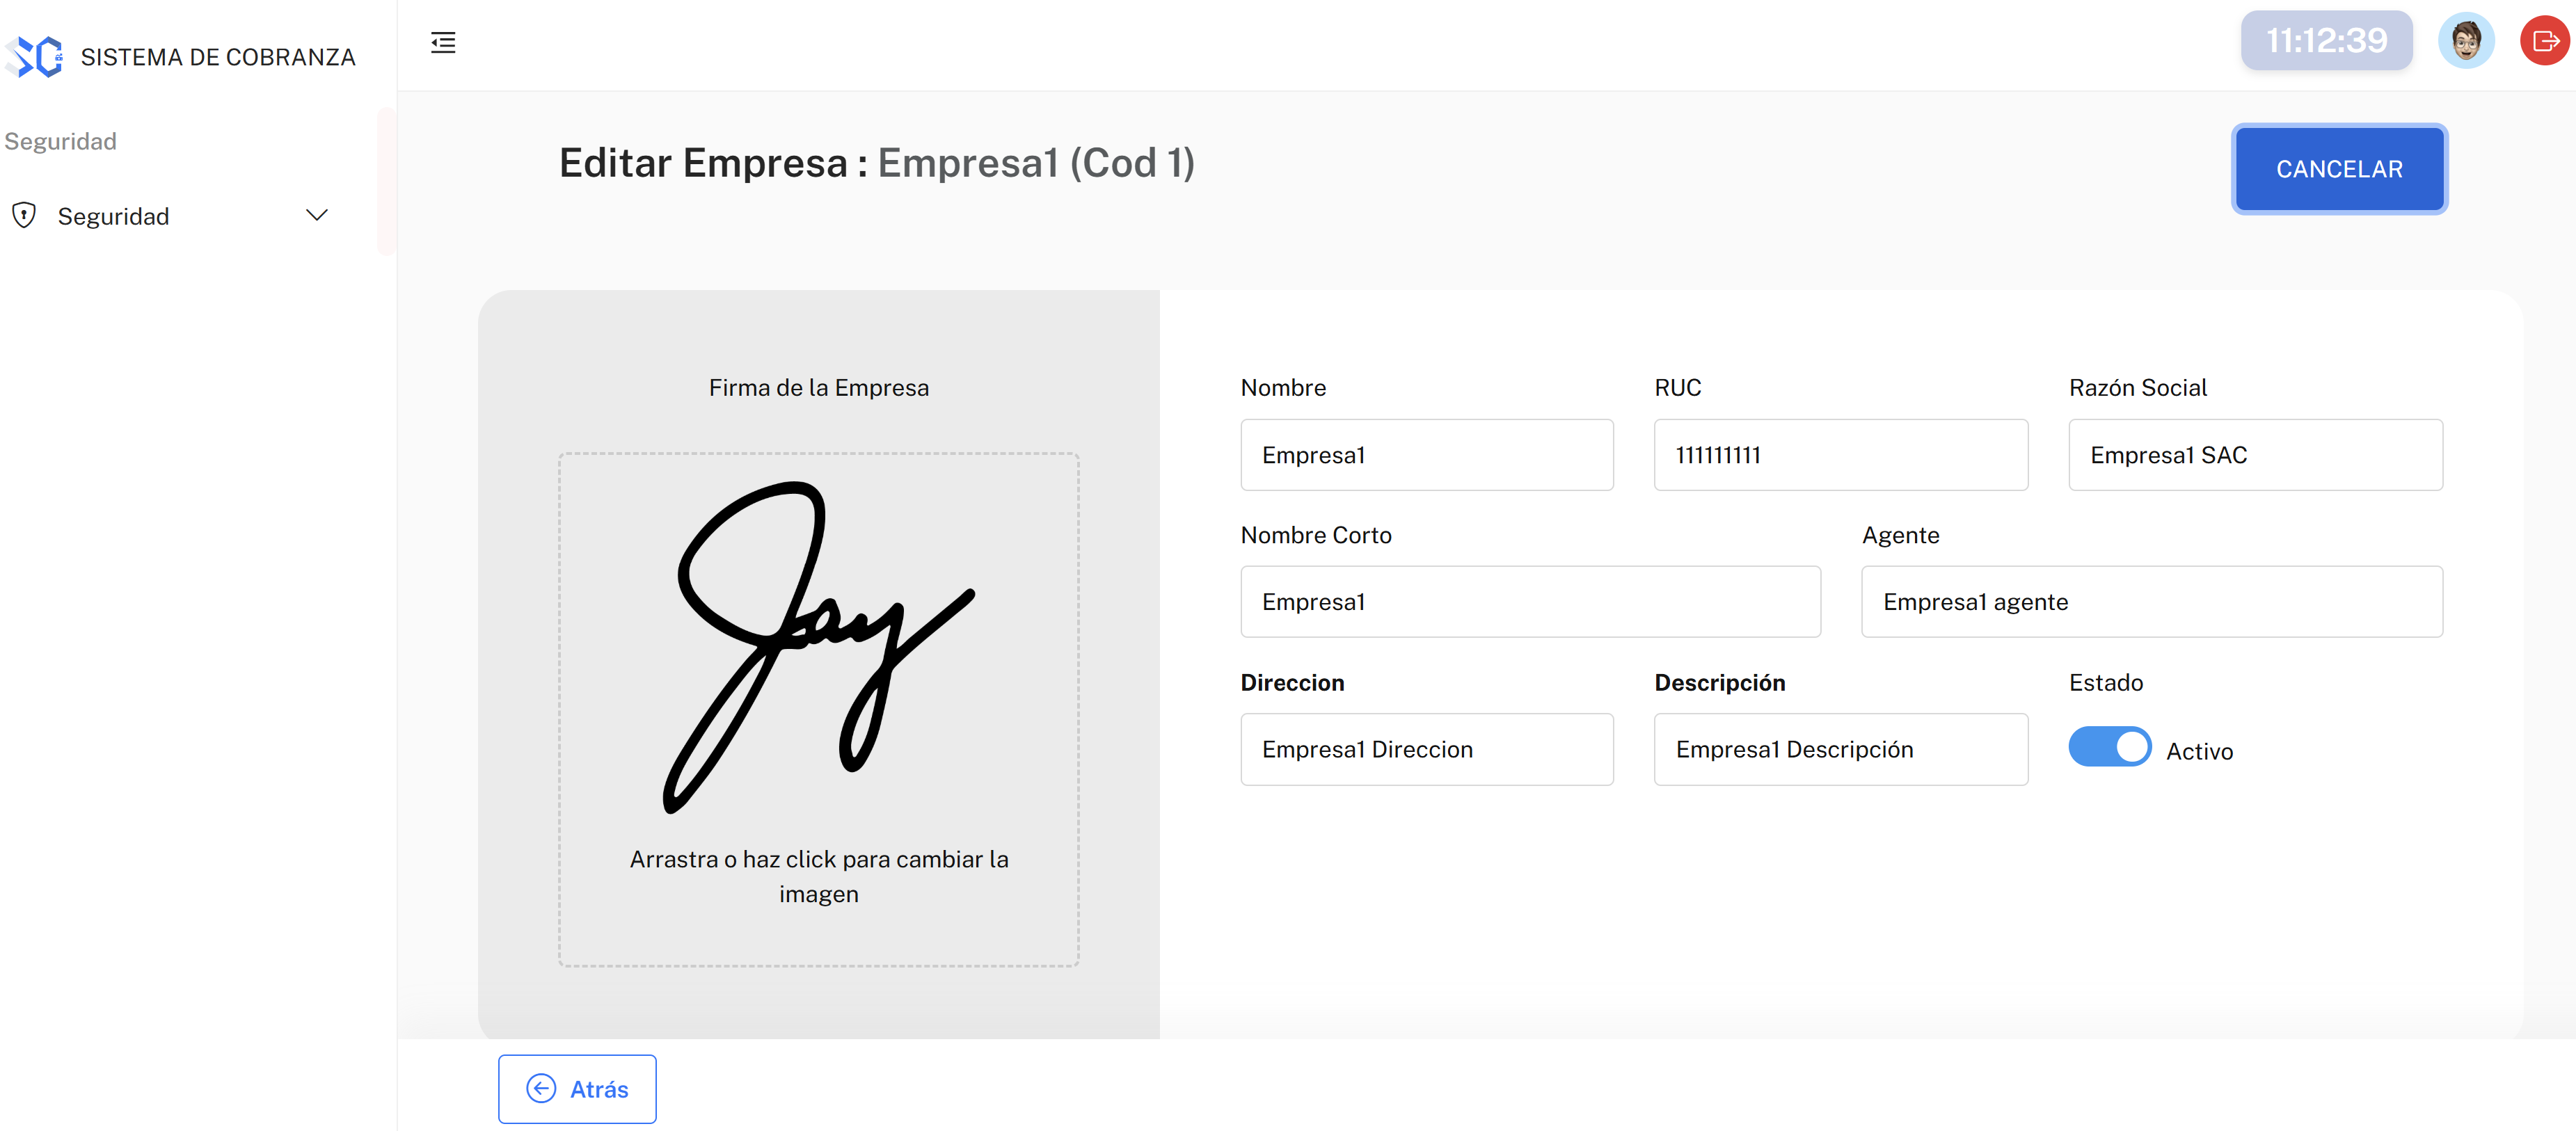 SISTEMA DE COBRANZA
11:12:39
Seguridad
Seguridad
Editar Empresa : Empresa1 (Cod 1)
CANCELAR
Firma de la Empresa
Jay
Arrastra o haz click para cambiar la
imagen
Nombre
RUC
Razón Social
Empresa1
111111111
Empresa1 SAC
Nombre Corto
Agente
Empresa1
Empresa1 agente
Direccion
Descripción
Estado
Empresa1 Direccion
Empresa1 Descripción
Activo
Atrás